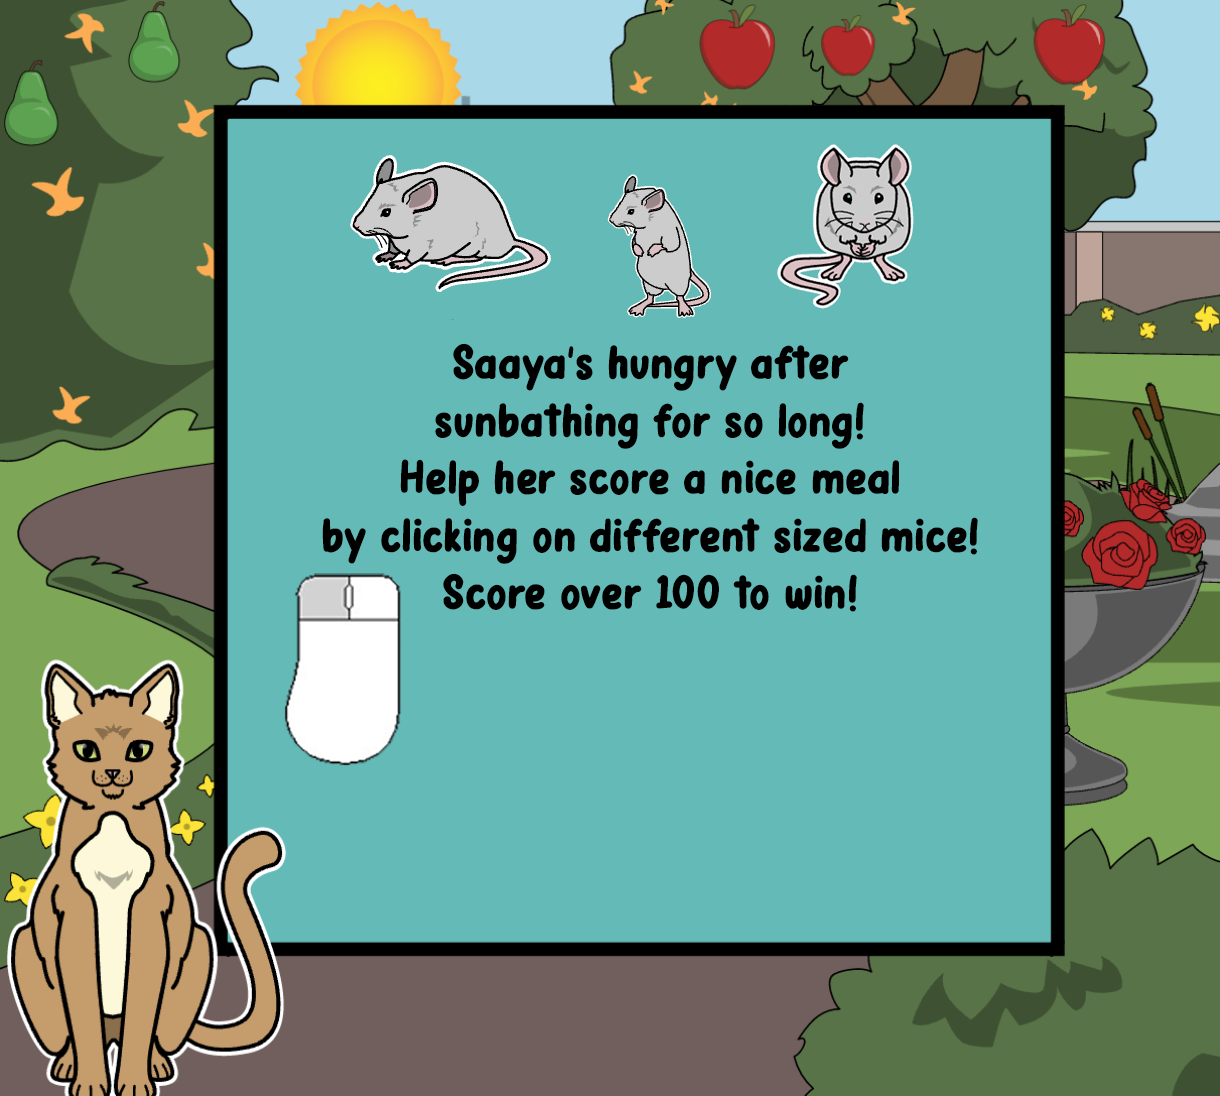 Saaya's hungry after
sunbathing for so long!
Help her score a nice meal
by clicking on different sized mice!
Score over 100 to win!